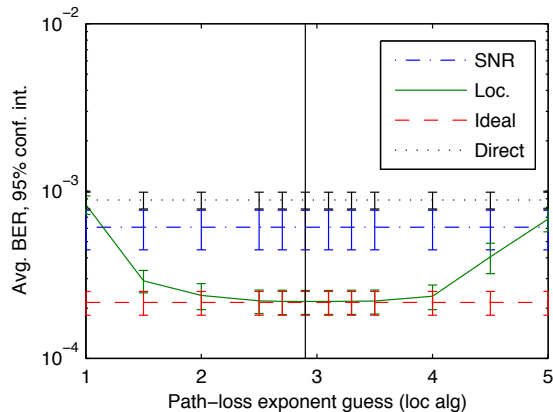 10^-2
SNR
Loc.
Ideal
Direct
10^-3
10^-4
Avg. BER, 95% conf. int.
1 2 3 4 5
Path-loss exponent guess (loc alg)